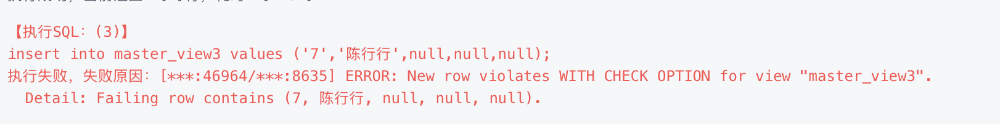 【执行SQL：(3)】
insert into master_view3 values ('7','陈行行',null,null,null);
执行失败，失败原因：[***:46964/***:8635] ERROR: New row violates WITH CHECK OPTION for view "master_view3".
Detail: Failing row contains (7, 陈行行, null, null, null).